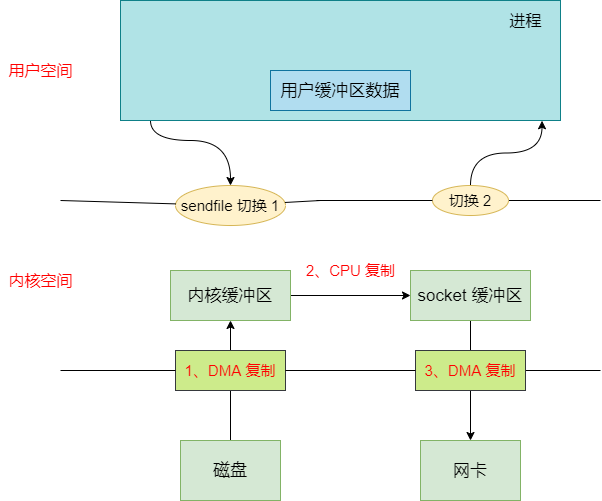 进程
用户空间
用户缓冲区数据
sendfile 切换 1
切换 2
2、CPU 复制
内核空间
内核缓冲区
socket 缓冲区
1、DMA 复制
3、DMA 复制
磁盘
网卡